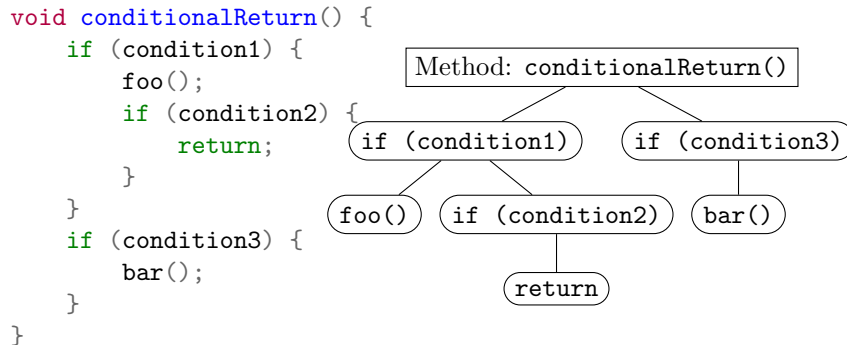 void conditionalReturn() {
    if (condition1) {
        foo();
        if (condition2) {
            return;
        }
    }
    if (condition3) {
        bar();
    }
}
Method: conditionalReturn()
if (condition1)
if (condition3)
foo()
if (condition2)
bar()
return